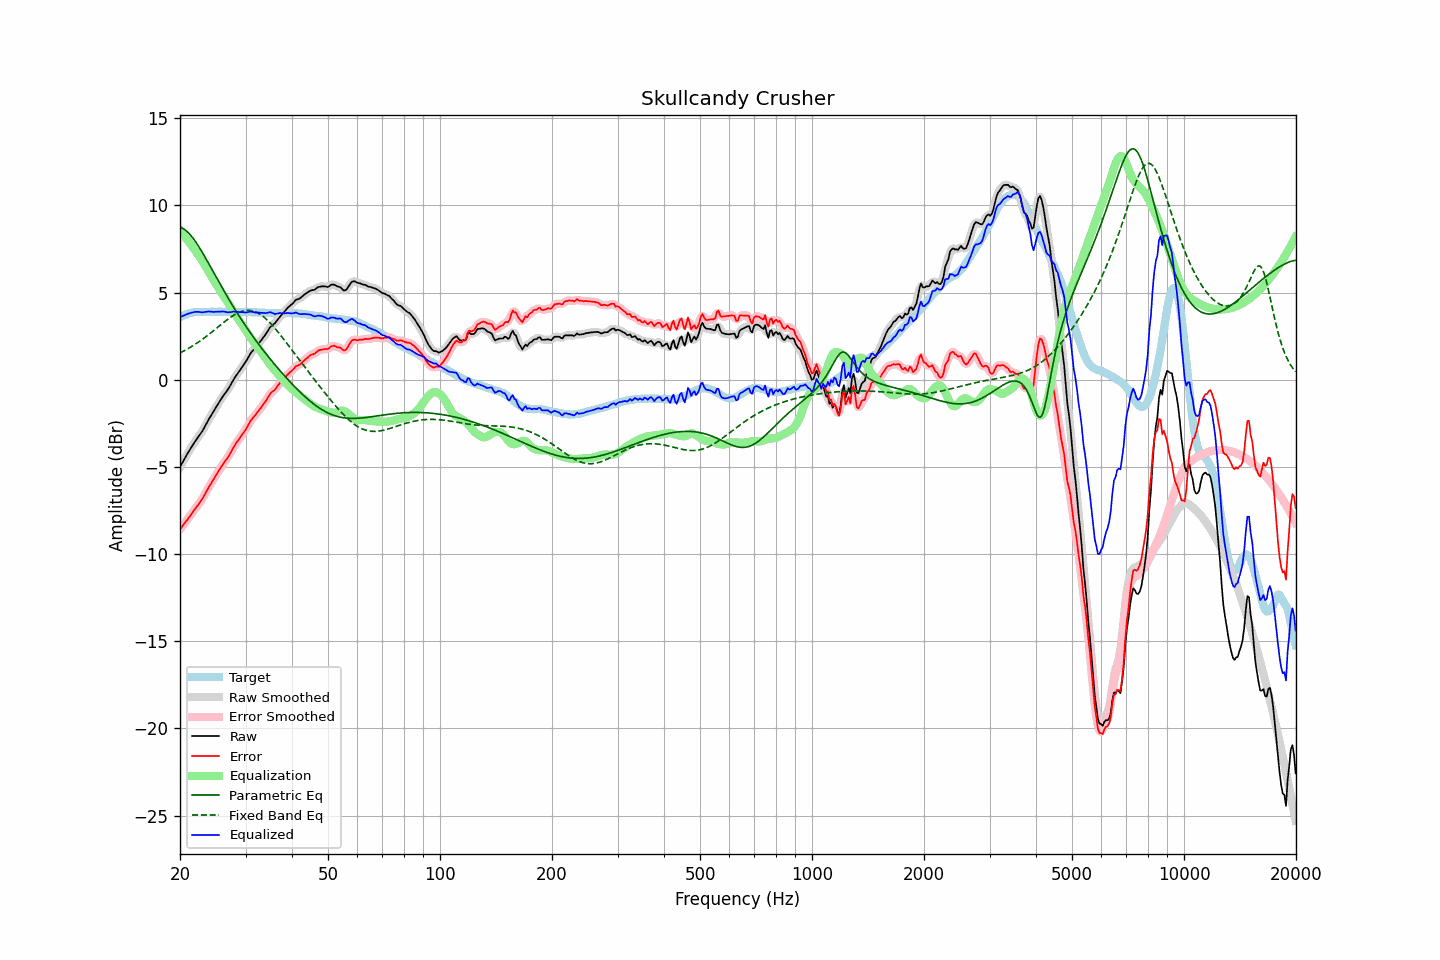 Skullcandy Crusher
15
10
5
0
−5
−10
−15
−20
−25
Amplitude (dBr)
Target
Raw Smoothed
Error Smoothed
Raw
Error
Equalization
Parametric Eq
Fixed Band Eq
Equalized
20 50 100 200 500 1000 2000 5000 10000 20000
Frequency (Hz)